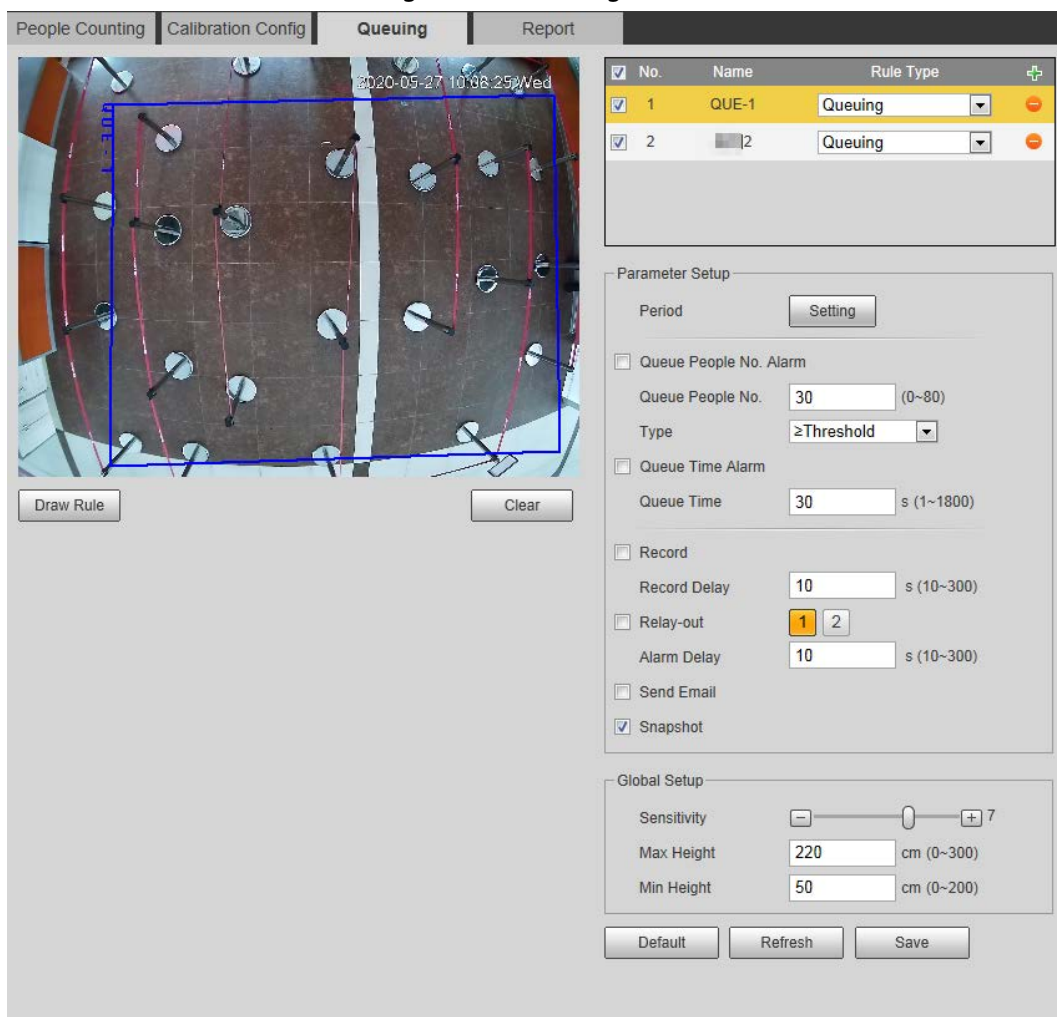 People Counting Calibration Config Queuing Report
2020-05-27 10:08:25 Wed
QUE-1
No. Name Rule Type
1 QUE-1 Queuing
2 2 Queuing
Draw Rule Clear
Parameter Setup
Period Setting
Queue People No. Alarm
Queue People No. 30 (0~80)
Type ≥Threshold
Queue Time Alarm
Queue Time 30 s (1~1800)
Record
Record Delay 10 s (10~300)
Relay-out 1 2
Alarm Delay 10 s (10~300)
Send Email
Snapshot
Global Setup
Sensitivity 7
Max Height 220 cm (0~300)
Min Height 50 cm (0~200)
Default Refresh Save